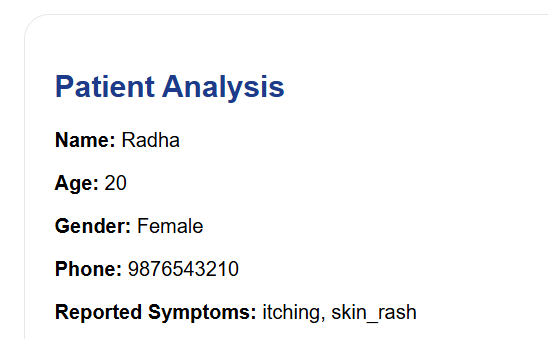 Patient Analysis
Name: Radha
Age: 20
Gender: Female
Phone: 9876543210
Reported Symptoms: itching, skin_rash